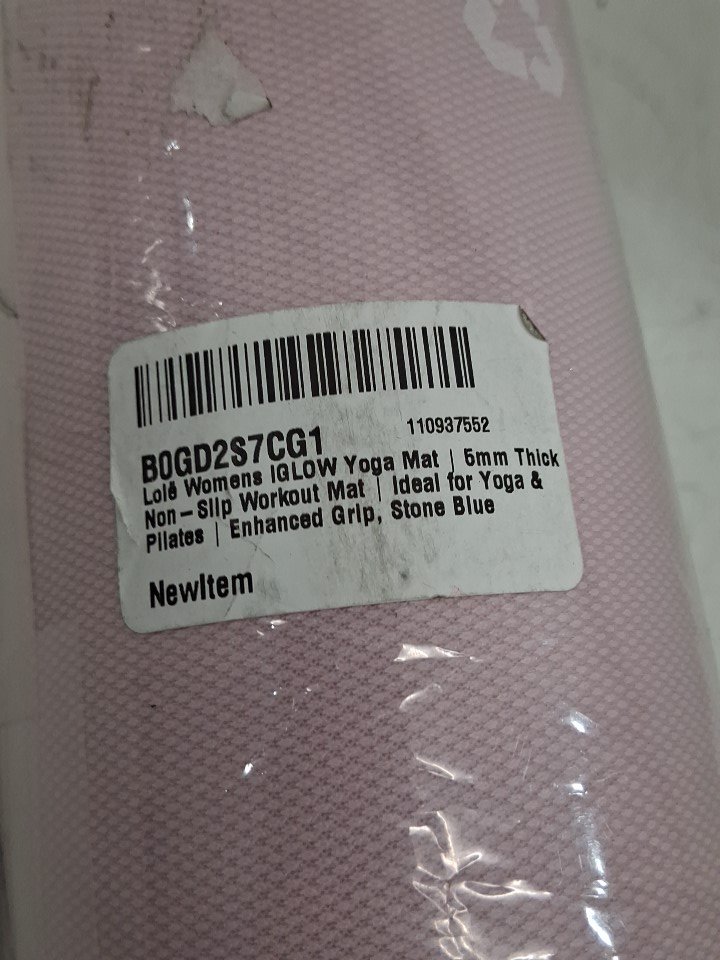 110937552
B0GD2S7CG1
Lolë Womens IGLOW Yoga Mat | 6mm Thick
Non-Slip Workout Mat | Ideal for Yoga &
Pilates | Enhanced Grip, Stone Blue
NewItem